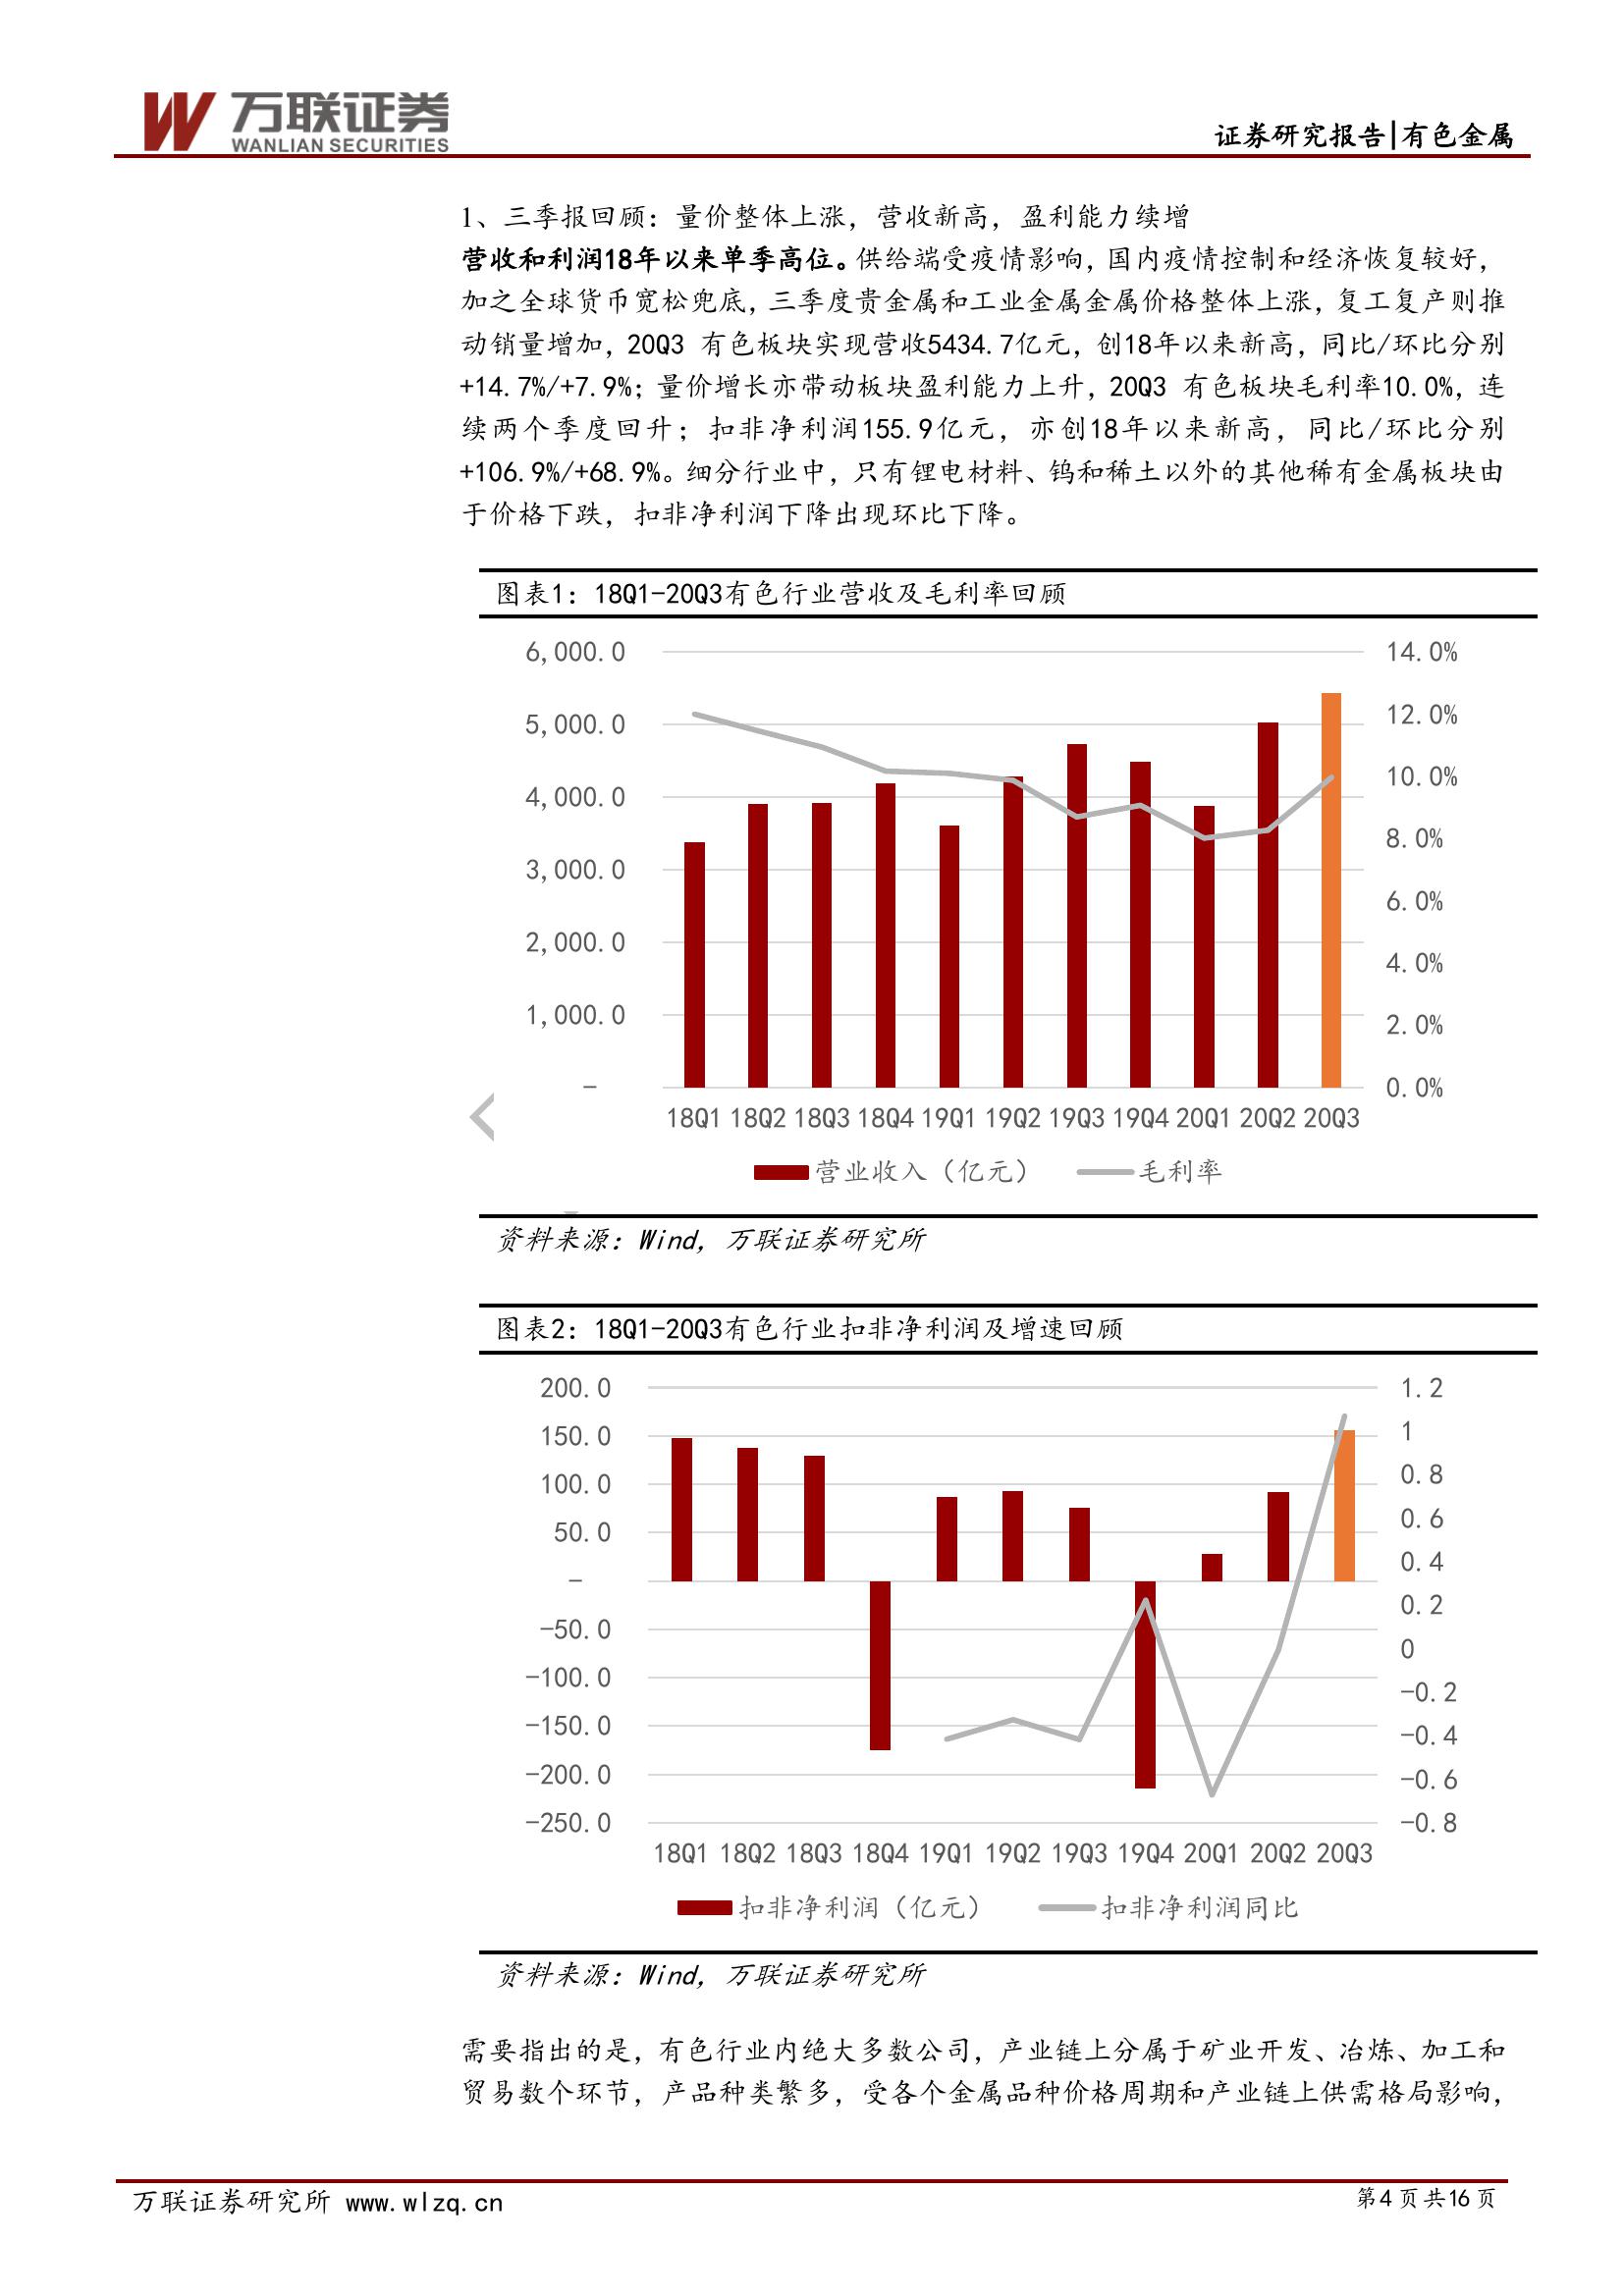 万联证券
WANLIAN SECURITIES
证券研究报告|有色金属
1、三季报回顾：量价整体上涨，营收新高，盈利能力续增
营收和利润18年以来单季高位。供给端受疫情影响，国内疫情控制和经济恢复较好，
加之全球货币宽松兜底，三季度贵金属和工业金属金属价格整体上涨，复工复产则推
动销量增加，20Q3 有色板块实现营收5434.7亿元，创18年以来新高，同比/环比分别
+14.7%/+7.9%；量价增长亦带动板块盈利能力上升，20Q3 有色板块毛利率10.0%，连
续两个季度回升；扣非净利润155.9亿元，亦创18年以来新高，同比/环比分别
+106.9%/+68.9%。细分行业中，只有锂电材料、钨和稀土以外的其他稀有金属板块由
于价格下跌，扣非净利润下降出现环比下降。
图表1：18Q1-20Q3有色行业营收及毛利率回顾
6,000.0 14.0%
5,000.0 12.0%
4,000.0 10.0%
3,000.0 8.0%
2,000.0 6.0%
1,000.0 4.0%
- 2.0%
0.0%
18Q1 18Q2 18Q3 18Q4 19Q1 19Q2 19Q3 19Q4 20Q1 20Q2 20Q3
营业收入（亿元） 毛利率
资料来源：Wind，万联证券研究所
图表2：18Q1-20Q3有色行业扣非净利润及增速回顾
200.0 1.2
150.0 1
100.0 0.8
50.0 0.6
- 0.4
-50.0 0.2
-100.0 0
-150.0 -0.2
-200.0 -0.4
-250.0 -0.6
-0.8
18Q1 18Q2 18Q3 18Q4 19Q1 19Q2 19Q3 19Q4 20Q1 20Q2 20Q3
扣非净利润（亿元） 扣非净利润同比
资料来源：Wind，万联证券研究所
需要指出的是，有色行业内绝大多数公司，产业链上分属于矿业开发、冶炼、加工和
贸易数个环节，产品种类繁多，受各个金属品种价格周期和产业链上供需格局影响，
万联证券研究所 www.wlzq.cn 第4页共16页